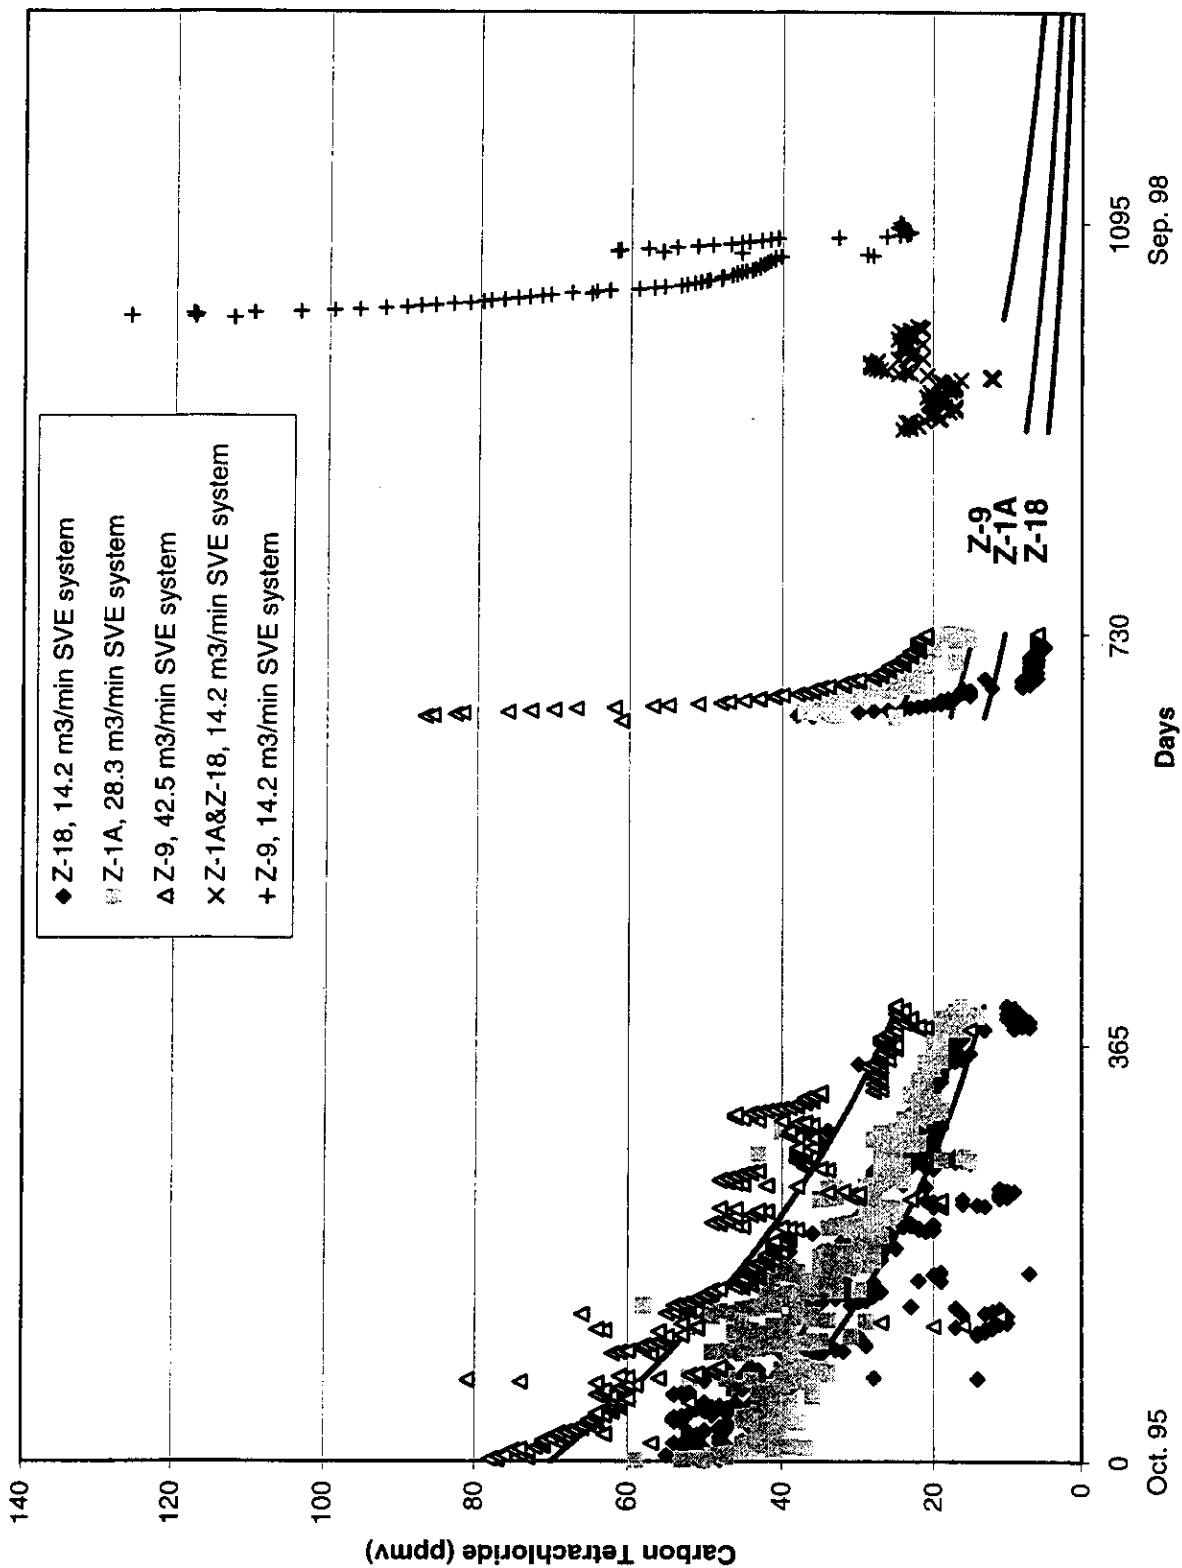 Carbon Tetrachloride (ppmv)
140
120
100
80
60
40
20
0
Z-18, 14.2 m3/min SVE system
Z-1A, 28.3 m3/min SVE system
Z-9, 42.5 m3/min SVE system
Z-1A&Z-18, 14.2 m3/min SVE system
Z-9, 14.2 m3/min SVE system
Z-9
Z-1A
Z-18
0
365
730
1095
Oct. 95
Sep. 98
Days